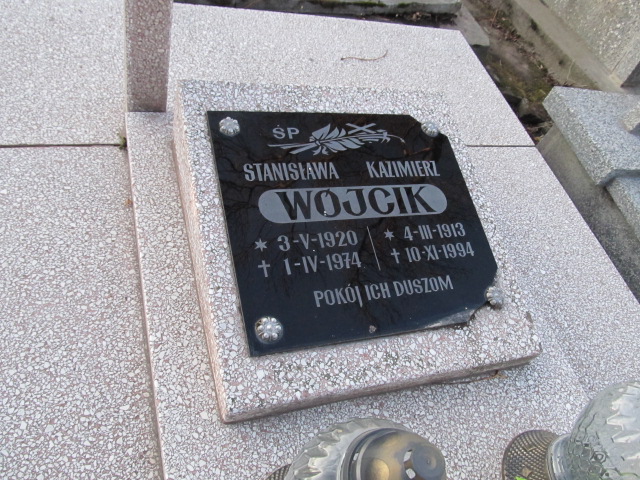 ŚP
STANISŁAWA KAZIMIERZ
WÓJCIK
* 3-V-1920 * 4-III-1913
† 1-IV-1974 † 10-XI-1994
POKÓJ ICH DUSZOM